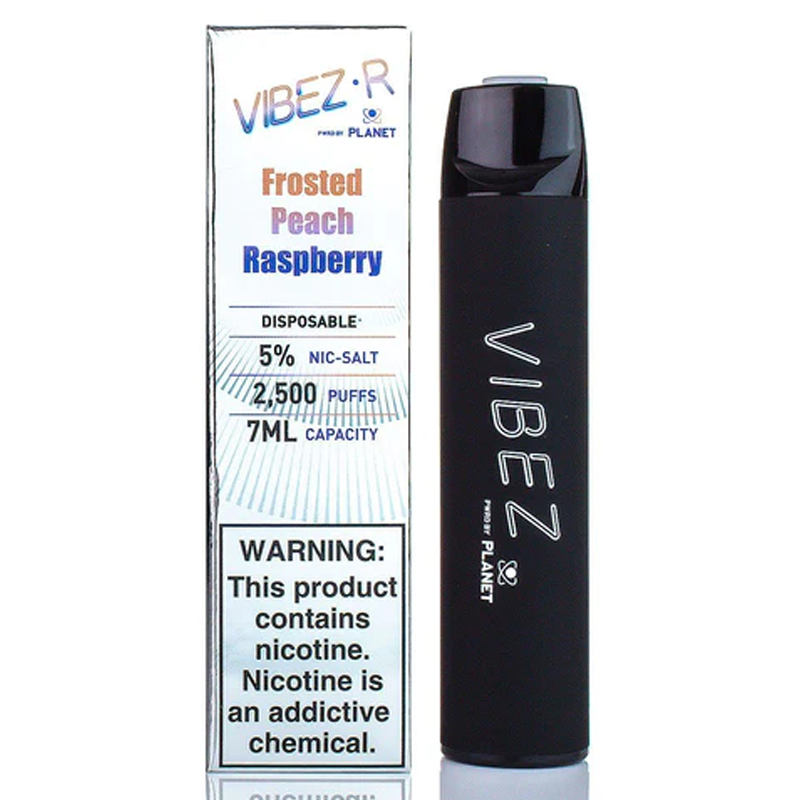 VIBEZ·R
PWRD BY PLANET
Frosted
Peach
Raspberry
DISPOSABLE
5% NIC-SALT
2,500 PUFFS
7ML CAPACITY
WARNING:
This product
contains
nicotine.
Nicotine is
an addictive
chemical.
VIBEZ
PWRD BY PLANET